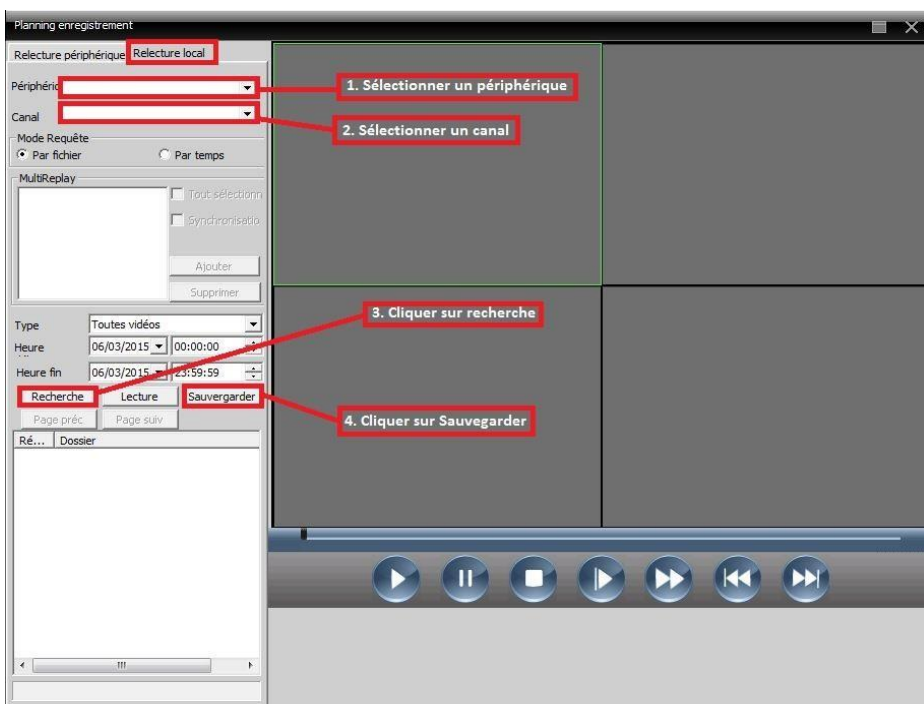 Planning enregistrement
Relecture périphérique
Relecture local
Périphéric
1. Sélectionner un périphérique
Canal
2. Sélectionner un canal
Mode Requête
Par fichier
Par temps
MultiReplay
Tout sélectionn
Synchronisatio
Ajouter
Supprimer
3. Cliquer sur recherche
Type
Toutes vidéos
Heure
06/03/2015
00:00:00
Heure fin
06/03/2015
23:59:59
Recherche
Lecture
Sauvergarder
4. Cliquer sur Sauvegarder
Page préc
Page suiv
Ré...
Dossier